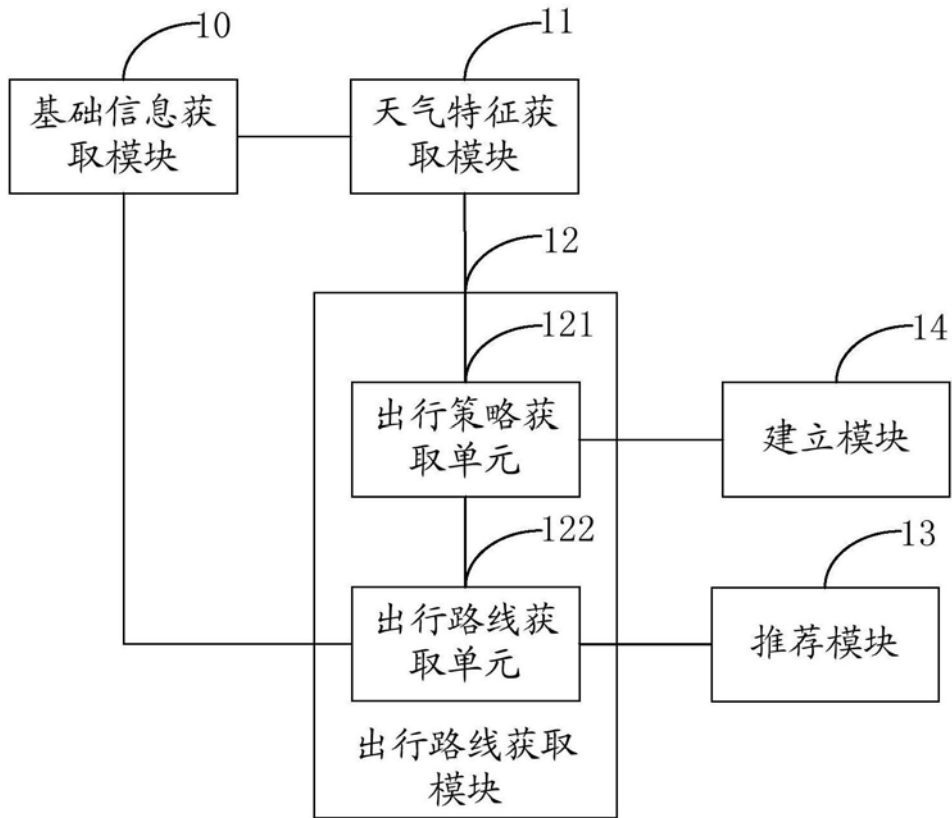 10
11
基础信息获
取模块
天气特征获
取模块
12
121
14
出行策略获
取单元
建立模块
122
13
出行路线获
取单元
推荐模块
出行路线获取
模块